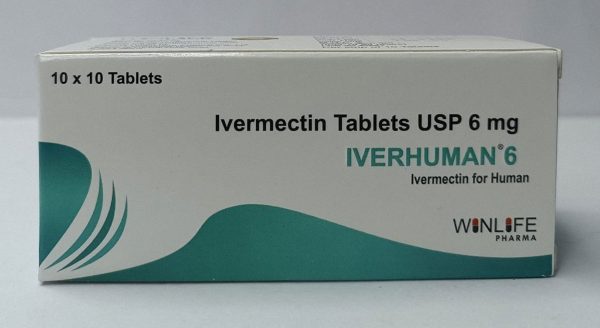 10 x 10 Tablets
Ivermectin Tablets USP 6 mg
IVERHUMAN® 6
Ivermectin for Human
WINLIFE
PHARMA